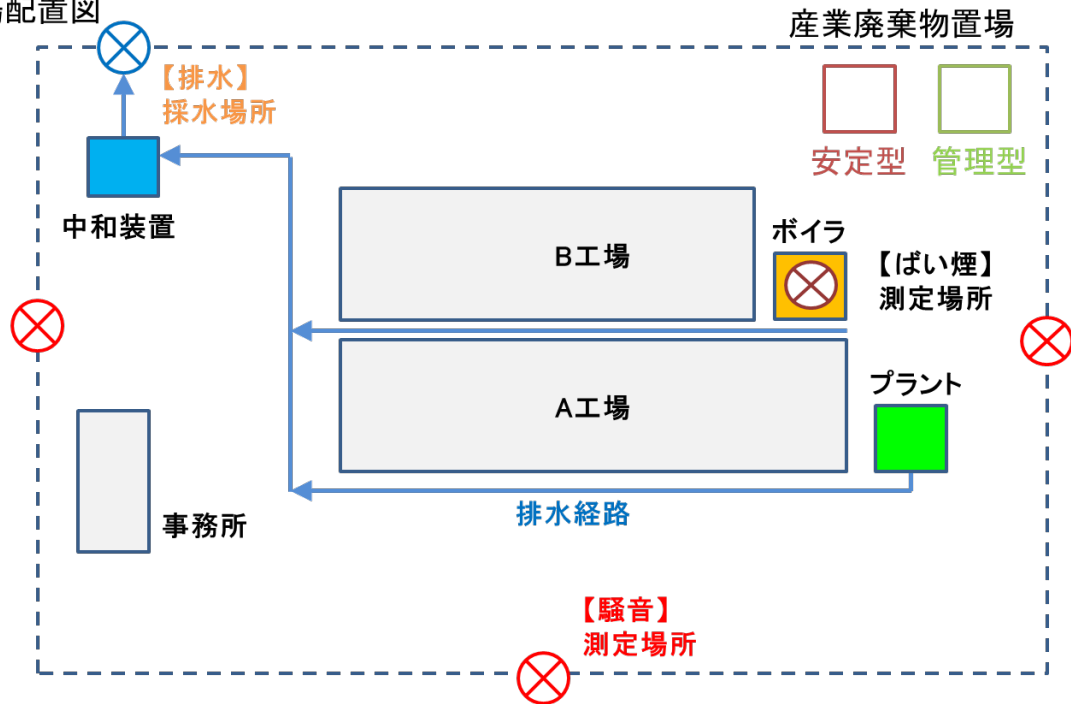 場配置図
産業廃棄物置場
【排水】
採水場所
安定型
管理型
中和装置
ボイラ
B工場
【ばい煙】
測定場所
プラント
A工場
排水経路
事務所
【騒音】
測定場所